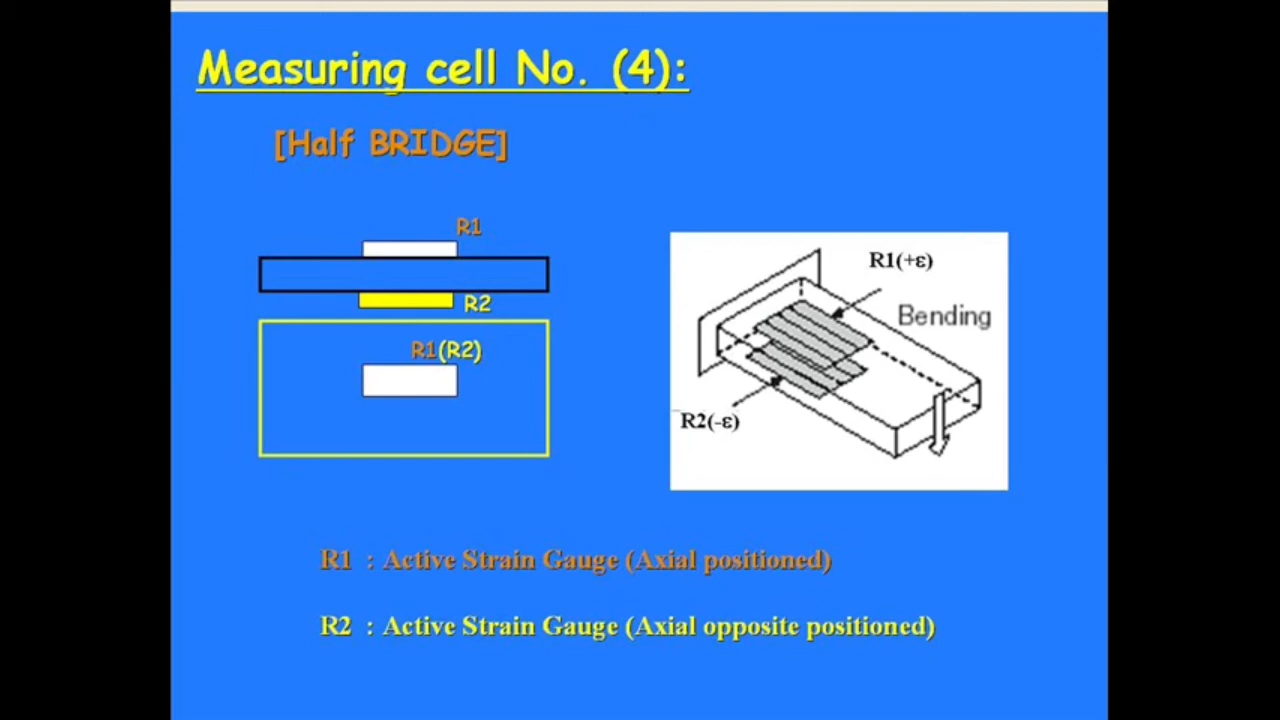 Measuring cell No. (4):
[Half BRIDGE]
R1
R2
R1(R2)
R1(+ε)
Bending
R2(-ε)
R1 : Active Strain Gauge (Axial positioned)
R2 : Active Strain Gauge (Axial opposite positioned)